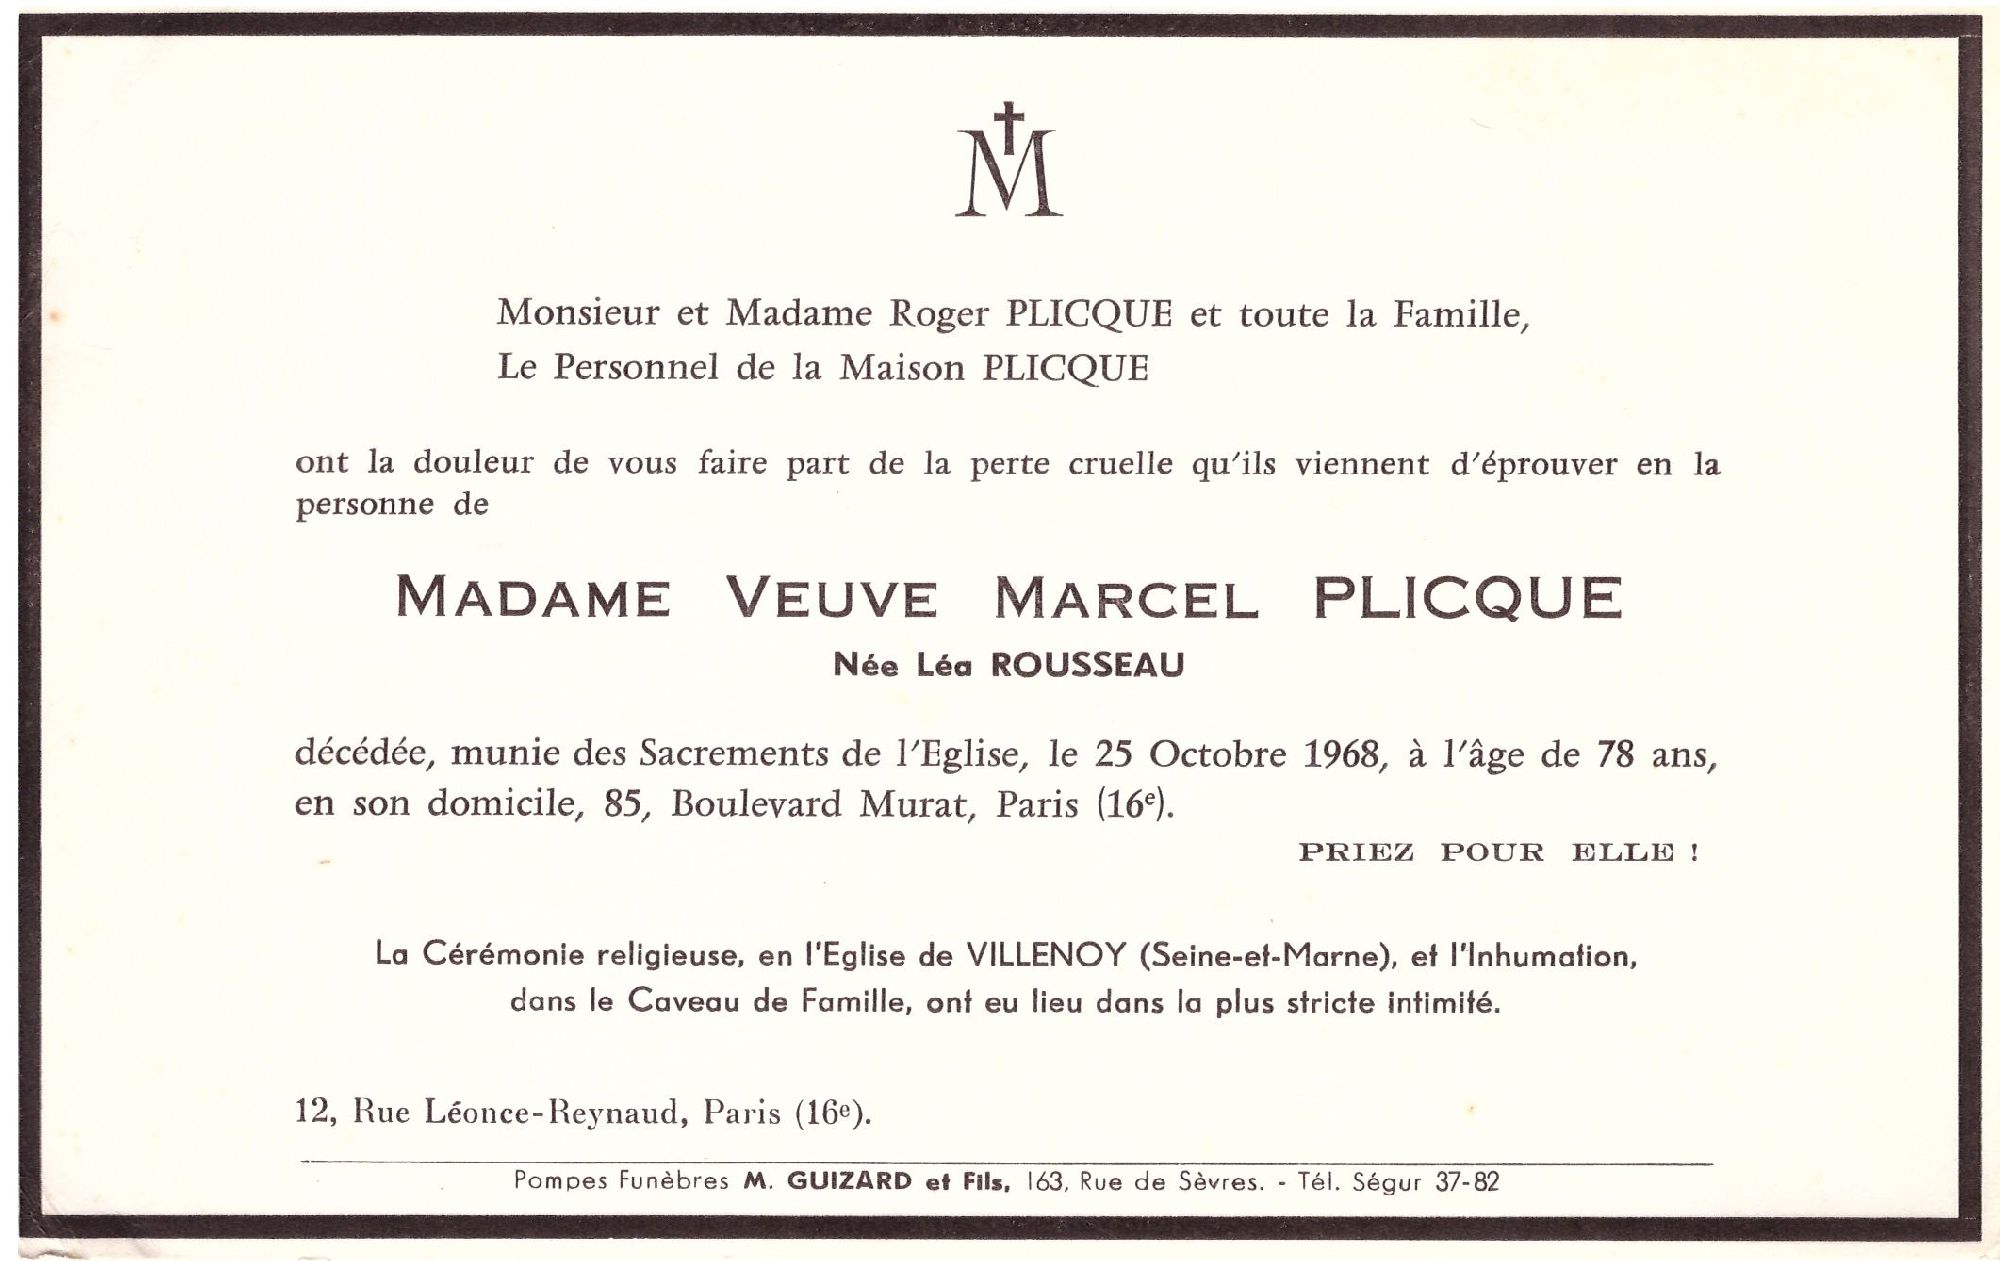 M
Monsieur et Madame Roger PLICQUE et toute la Famille,
Le Personnel de la Maison PLICQUE
ont la douleur de vous faire part de la perte cruelle qu'ils viennent d'éprouver en la
personne de
MADAME VEUVE MARCEL PLICQUE
Née Léa ROUSSEAU
décédée, munie des Sacrements de l'Eglise, le 25 Octobre 1968, à l'âge de 78 ans,
en son domicile, 85, Boulevard Murat, Paris (16e).
PRIEZ POUR ELLE !
La Cérémonie religieuse, en l'Eglise de VILLENOY (Seine-et-Marne), et l'Inhumation,
dans le Caveau de Famille, ont eu lieu dans la plus stricte intimité.
12, Rue Léonce-Reynaud, Paris (16e).
Pompes Funèbres M. GUIZARD et Fils, 163, Rue de Sèvres. - Tél. Ségur 37-82